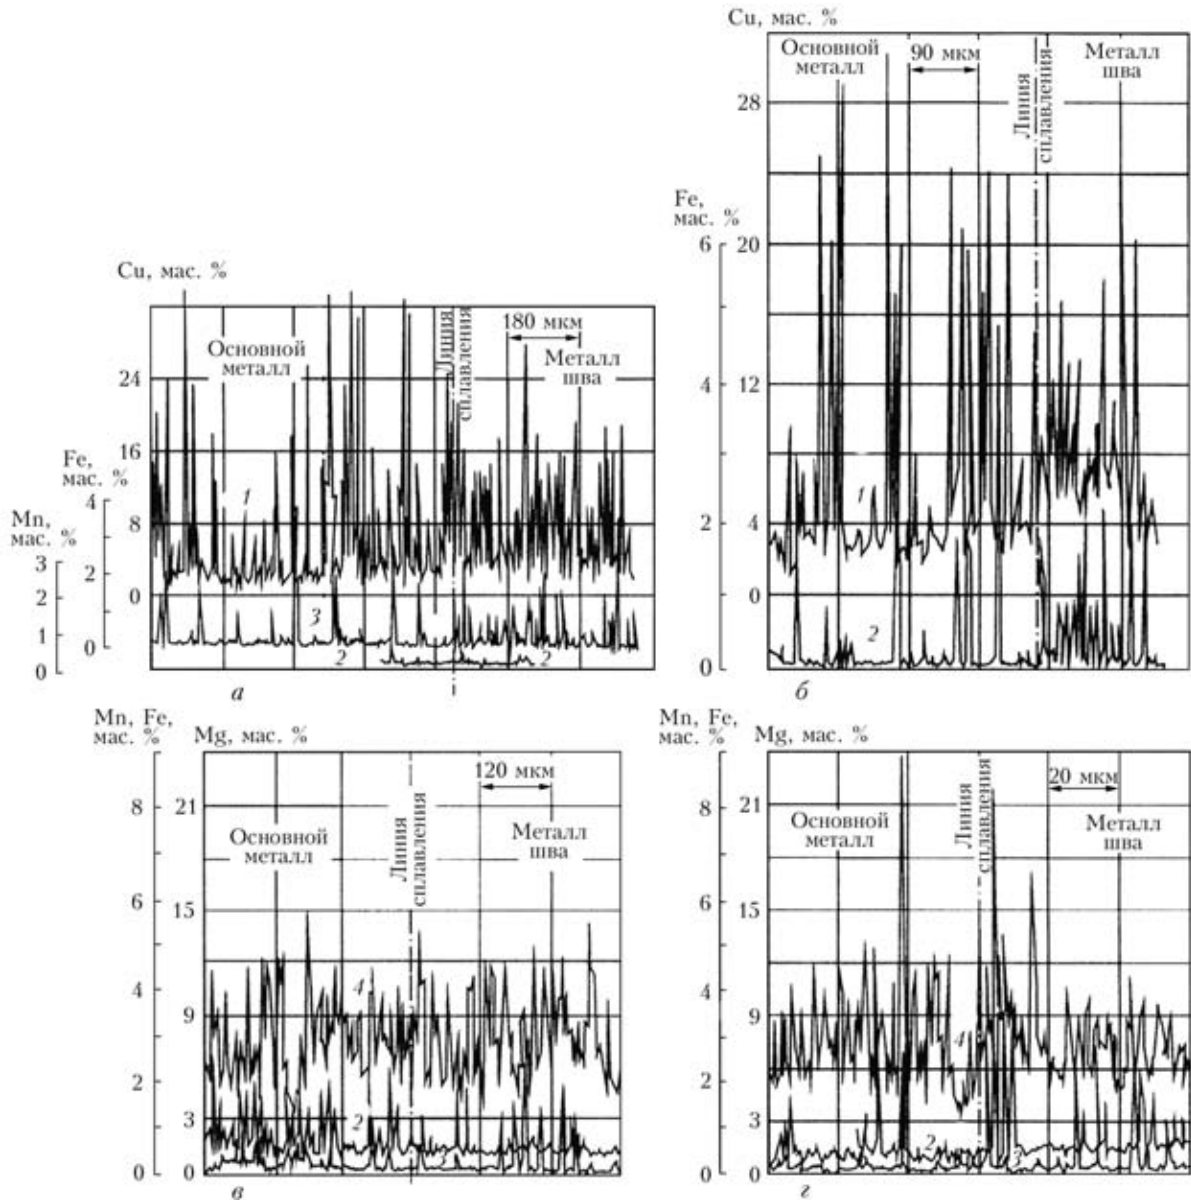 Cu, мас. %
Основной
металл
90 мкм
Линия
сплавления
Металл
шва
28
Fe,
мас. %
6
20
4
12
2
4
0
0
1
2
б
Cu, мас. %
Основной
металл
Линия
сплавления
180 мкм
Металл
шва
24
16
Fe,
мас. %
4
8
Mn,
мас. %
3
2
2
0
1
0
0
1
3
2
2
а
Mn, Fe,
мас. %
Mg, мас. %
120 мкм
Основной
металл
Линия
сплавления
Металл
шва
8
21
6
15
4
9
2
3
0
0
4
2
3
в
Mn, Fe,
мас. %
Mg, мас. %
20 мкм
Основной
металл
Линия
сплавления
Металл
шва
8
21
6
15
4
9
2
3
0
0
4
2
3
г